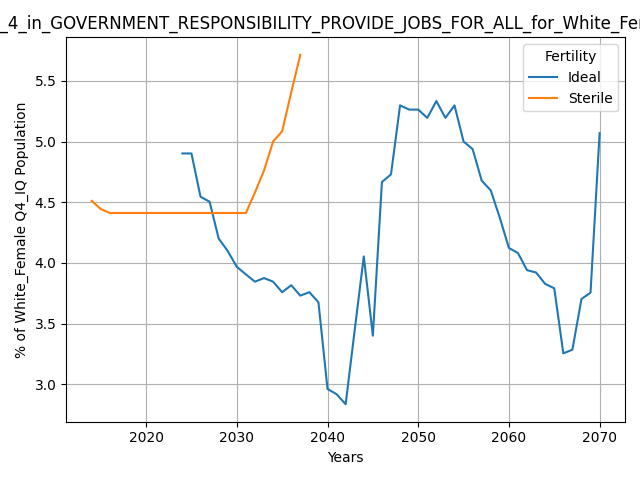 _4_in_GOVERNMENT_RESPONSIBILITY_PROVIDE_JOBS_FOR_ALL_for_White_Fem
Fertility
Ideal
Sterile
% of White_Female Q4_IQ Population
5.5
5.0
4.5
4.0
3.5
3.0
2020 2030 2040 2050 2060 2070
Years